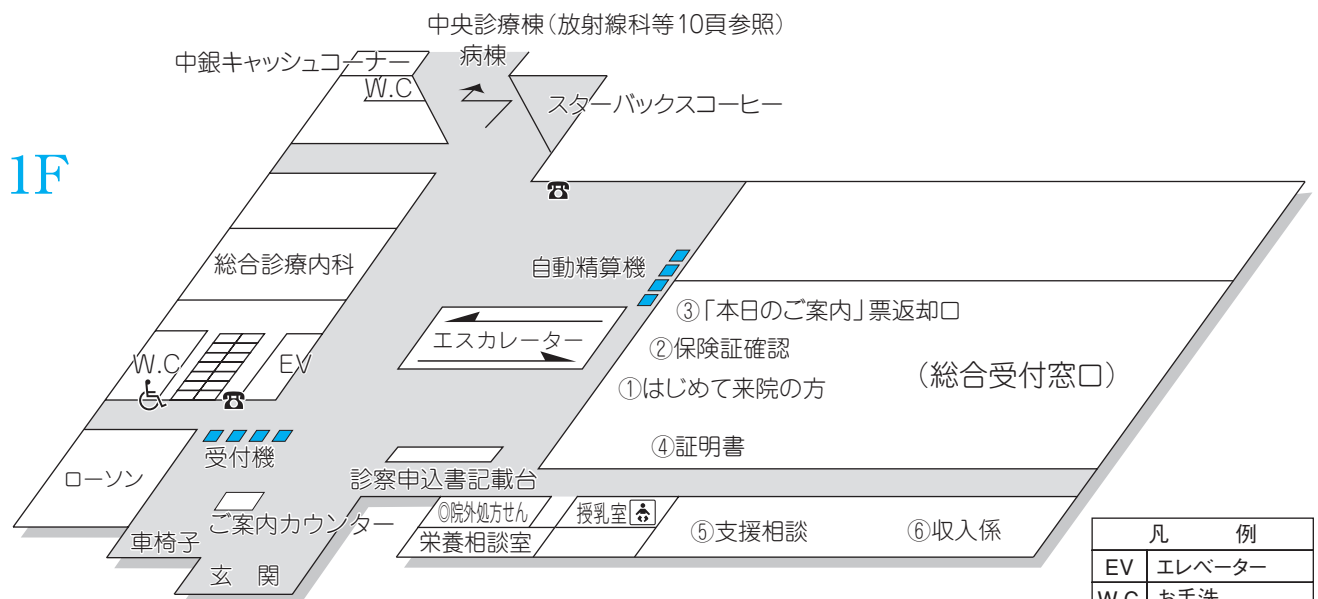 中央診療棟(放射線科等10頁参照)
中銀キャッシュコーナー
病棟
W.C
スターバックスコーヒー
1F
総合診療内科
自動精算機
③「本日のご案内」票返却口
エスカレーター
②保険証確認
W.C
EV
①はじめて来院の方
(総合受付窓口)
④証明書
受付機
ローソン
診察申込書記載台
◎院外処方せん
授乳室
ご案内カウンター
⑤支援相談
⑥収入係
車椅子
栄養相談室
玄 関
凡 例
EV エレベーター
W.C お手洗